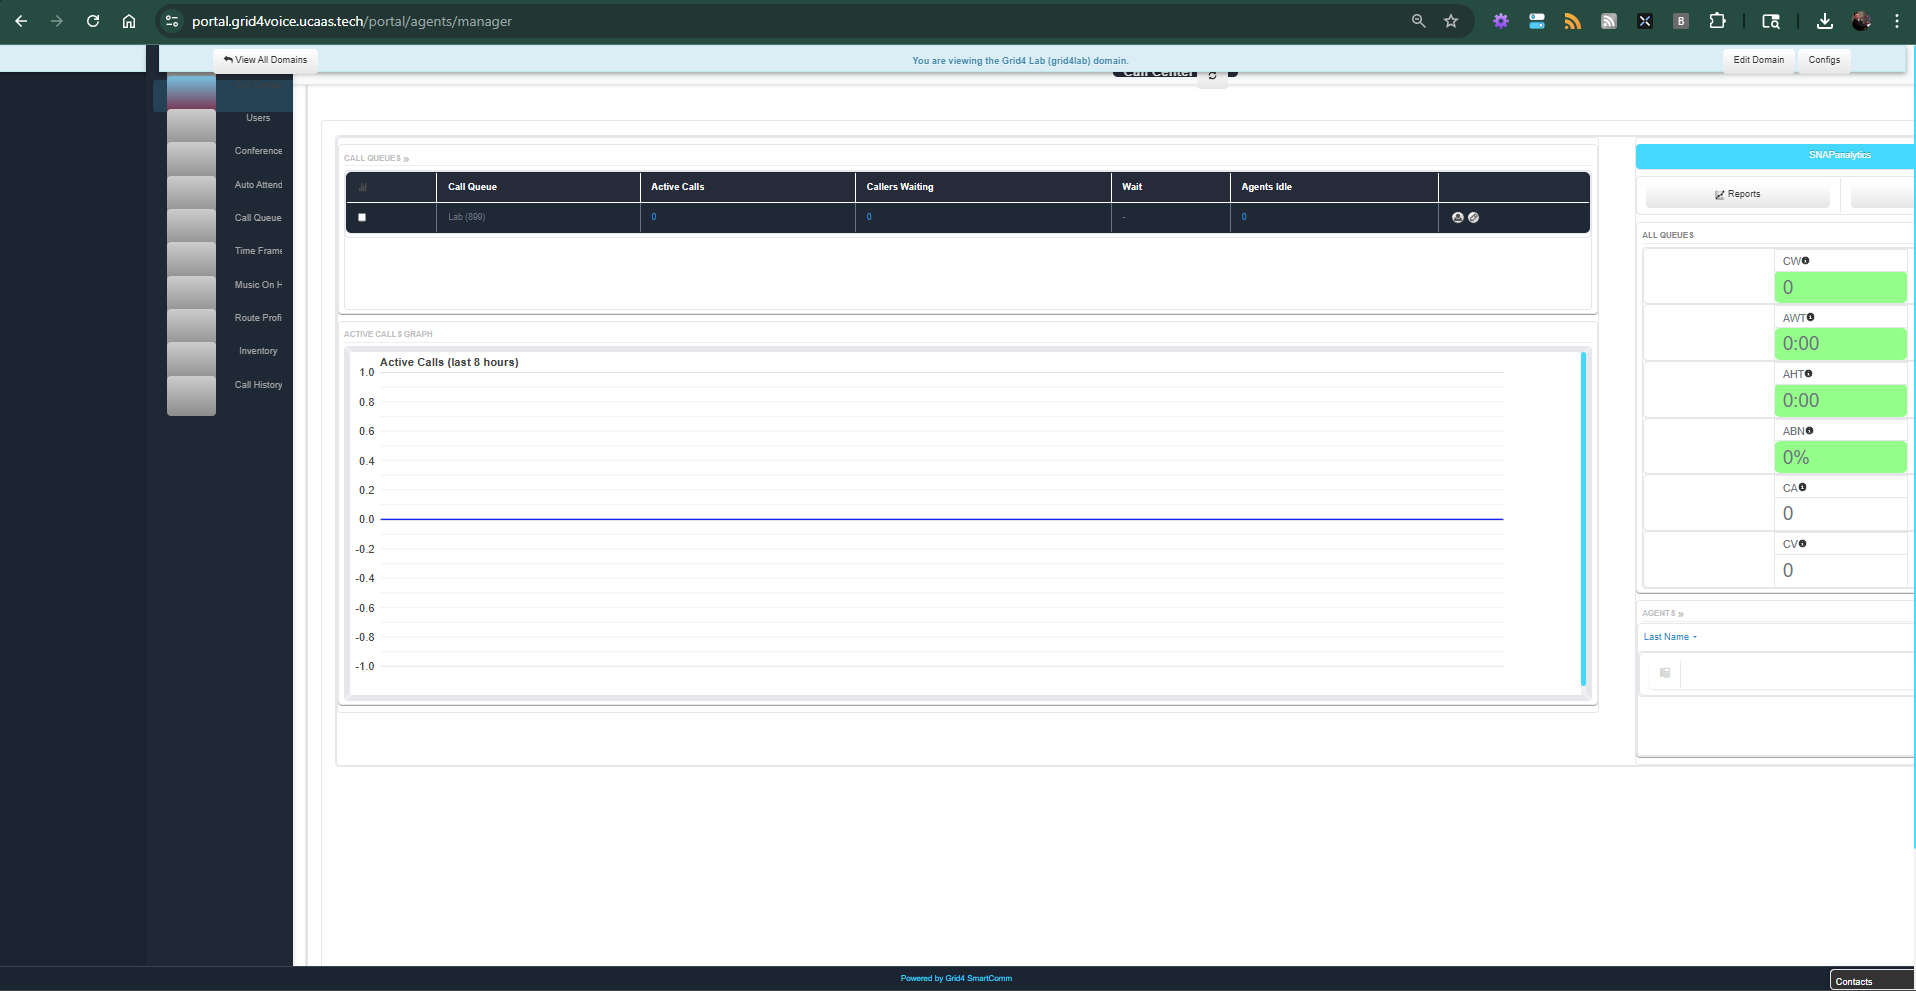 portal.grid4voice.ucaas.tech/portal/agents/manager
View All Domains
You are viewing the Grid4 Lab (grid4lab) domain.
Edit Domain
Configs
Call Center
Users
Conference
Auto Attend
Call Queue
Time Frame
Music On H
Route Profi
Inventory
Call History
CALL QUEUES »
Call Queue
Active Calls
Callers Waiting
Wait
Agents Idle
Lab (899)
0
0
-
0
ACTIVE CALLS GRAPH
Active Calls (last 8 hours)
1.0
0.8
0.6
0.4
0.2
0.0
-0.2
-0.4
-0.6
-0.8
-1.0
SNAPanalytics
Reports
ALL QUEUES
CW
0
AWT
0:00
AHT
0:00
ABN
0%
CA
0
CV
0
AGENTS »
Last Name
Powered by Grid4 SmartComm
Contacts